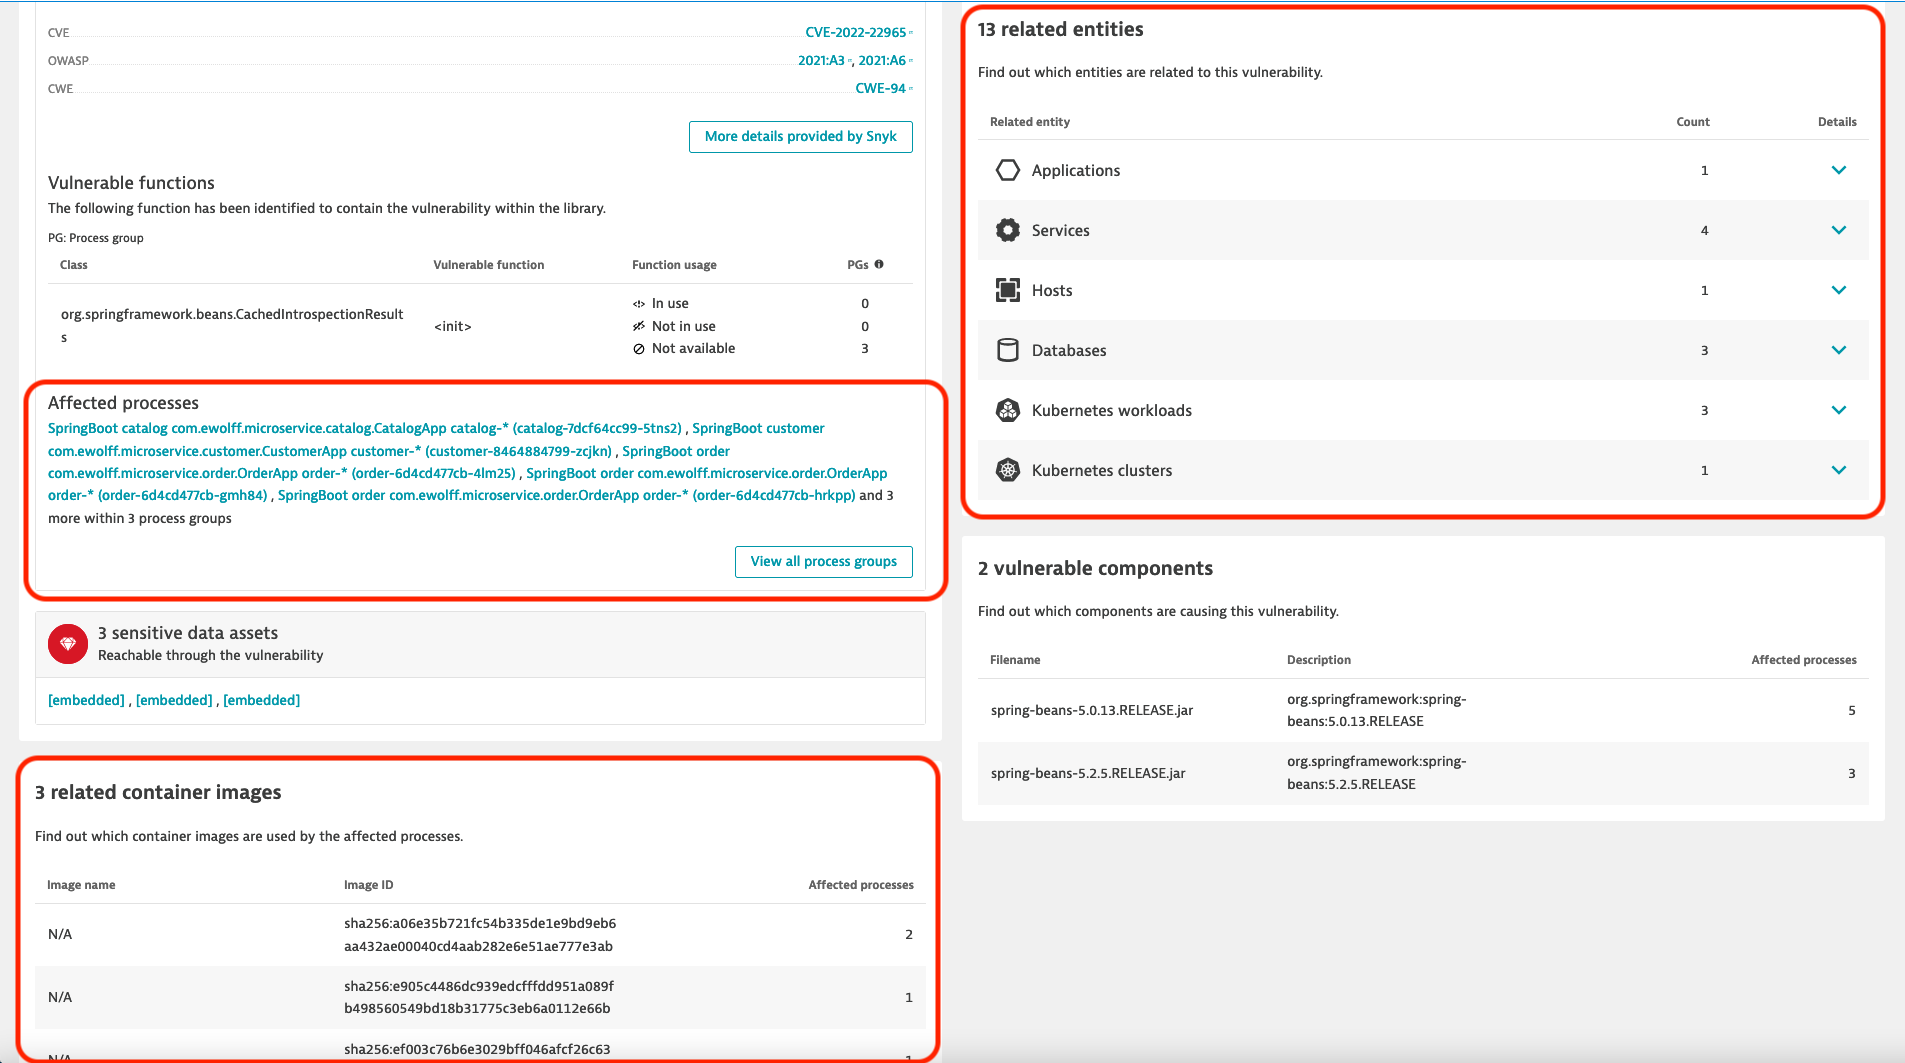 CVE CVE-2022-22965
OWASP 2021:A3 , 2021:A6
CWE CWE-94
More details provided by Snyk
Vulnerable functions
The following function has been identified to contain the vulnerability within the library.
PG: Process group
Class Vulnerable function Function usage PGs
org.springframework.beans.CachedIntrospectionResult
s
<init>
In use 0
Not in use 0
Not available 3
Affected processes
SpringBoot catalog com.ewolff.microservice.catalog.CatalogApp catalog-* (catalog-7dcf64cc99-5tns2) , SpringBoot customer
com.ewolff.microservice.customer.CustomerApp customer-* (customer-8464884799-zcjkn) , SpringBoot order
com.ewolff.microservice.order.OrderApp order-* (order-6d4cd477cb-4lm25) , SpringBoot order com.ewolff.microservice.order.OrderApp
order-* (order-6d4cd477cb-gmh84) , SpringBoot order com.ewolff.microservice.order.OrderApp order-* (order-6d4cd477cb-hrkpp) and 3
more within 3 process groups
View all process groups
3 sensitive data assets
Reachable through the vulnerability
[embedded] , [embedded] , [embedded]
3 related container images
Find out which container images are used by the affected processes.
Image name Image ID Affected processes
N/A
sha256:a06e35b721fc54b335de1e9bd9eb6
aa432ae00040cd4aab282e6e51ae777e3ab
2
N/A
sha256:e905c4486dc939edcfffdd951a089f
b498560549bd18b31775c3eb6a0112e66b
1
sha256:ef003c76b6e3029bff046afcf26c63
N/A 1
13 related entities
Find out which entities are related to this vulnerability.
Related entity Count Details
Applications 1
Services 4
Hosts 1
Databases 3
Kubernetes workloads 3
Kubernetes clusters 1
2 vulnerable components
Find out which components are causing this vulnerability.
Filename Description Affected processes
spring-beans-5.0.13.RELEASE.jar
org.springframework:spring-
beans:5.0.13.RELEASE
5
spring-beans-5.2.5.RELEASE.jar
org.springframework:spring-
beans:5.2.5.RELEASE
3